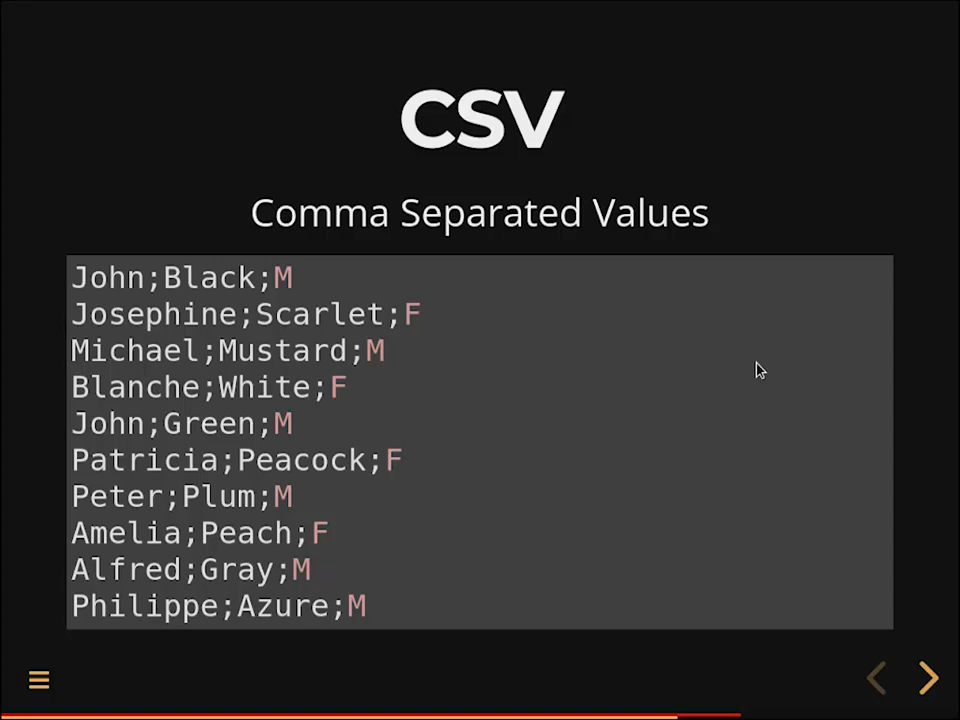 CSV
Comma Separated Values
John;Black;M
Josephine;Scarlet;F
Michael;Mustard;M
Blanche;White;F
John;Green;M
Patricia;Peacock;F
Peter;Plum;M
Amelia;Peach;F
Alfred;Gray;M
Philippe;Azure;M